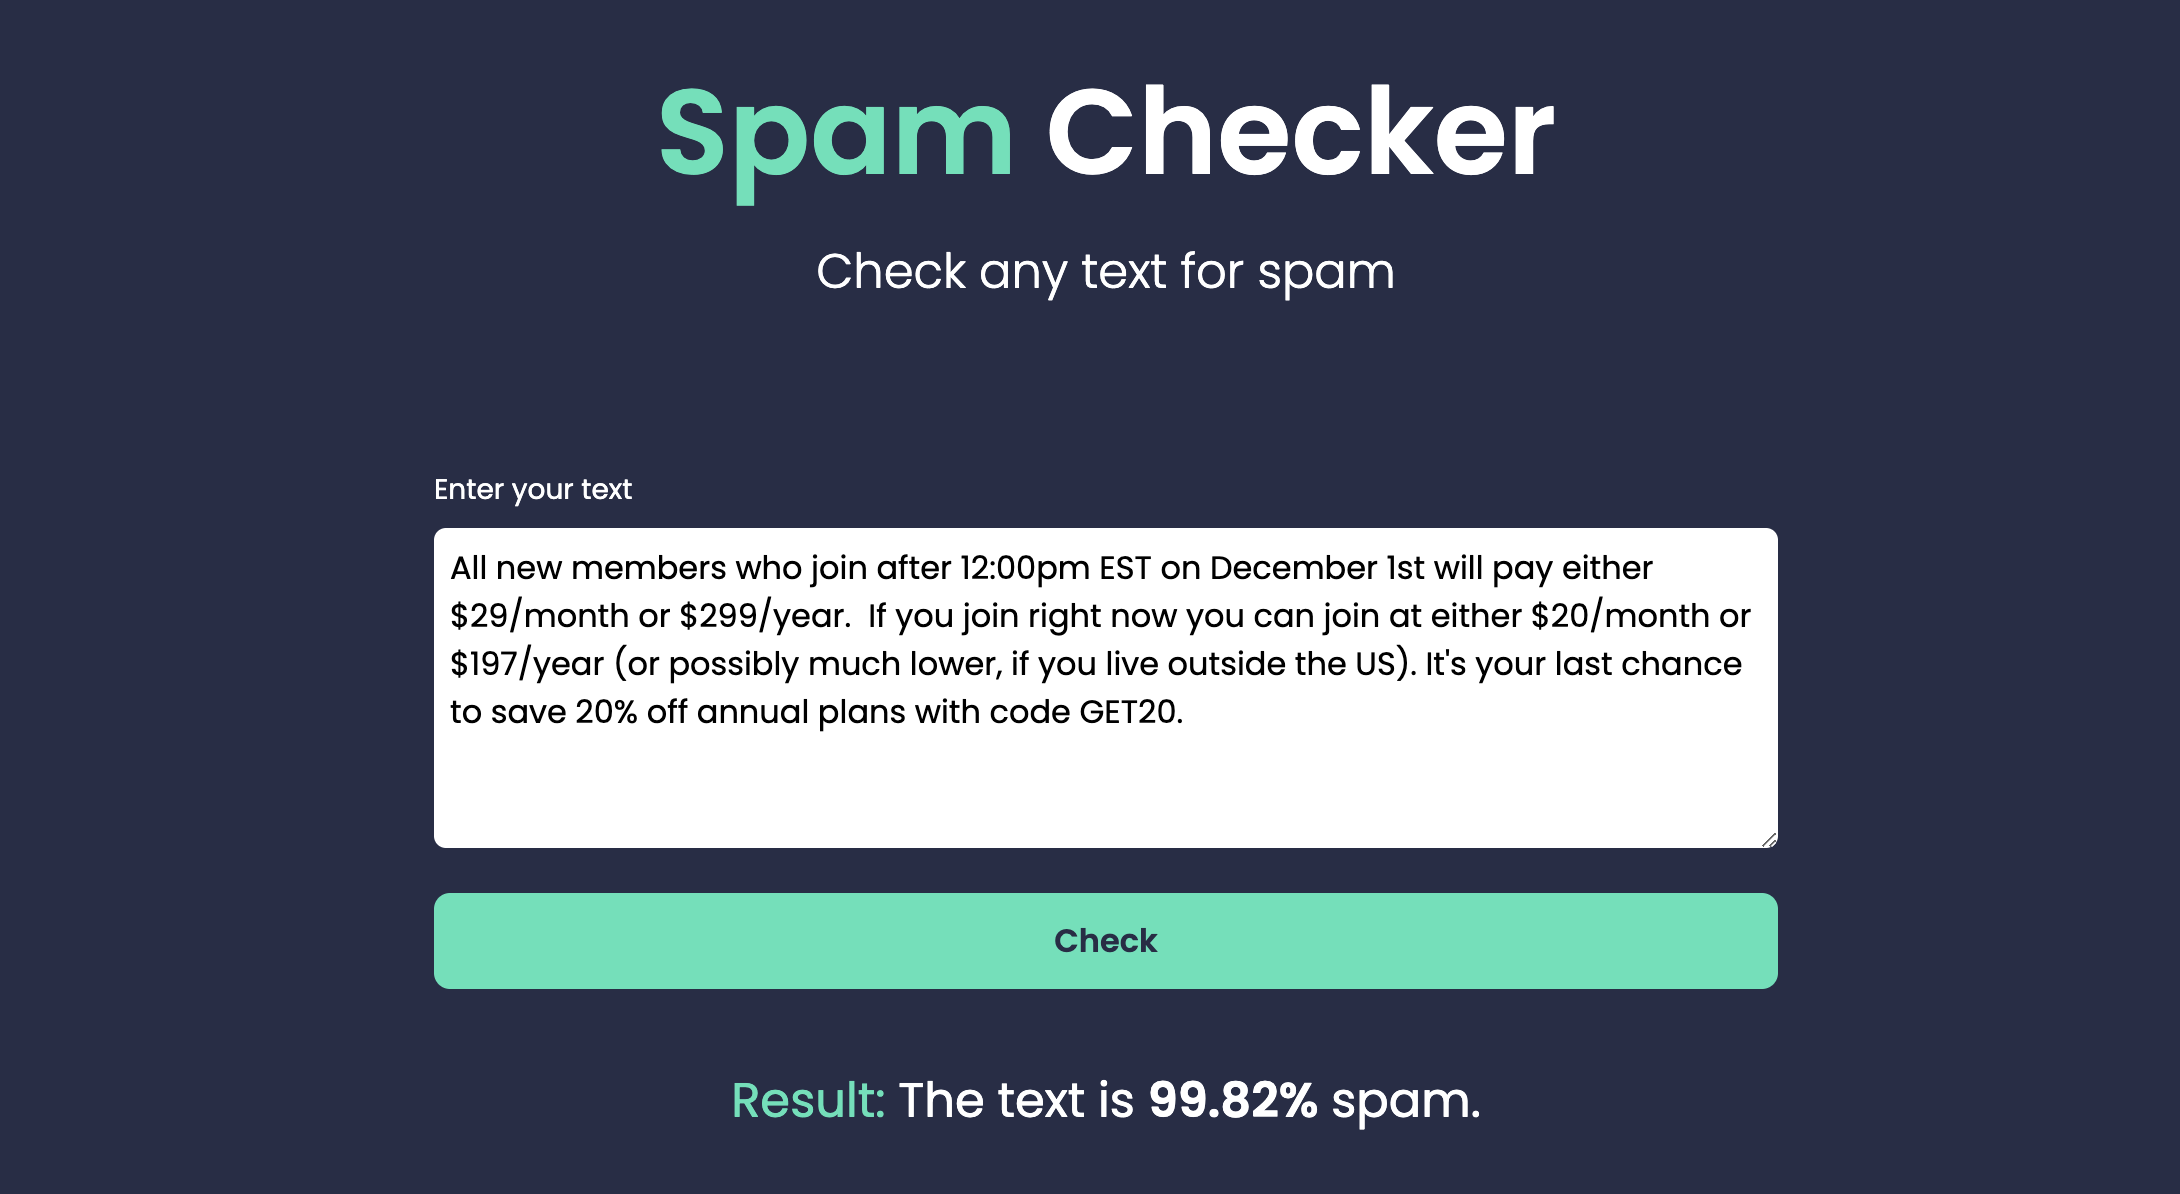 Spam Checker
Check any text for spam
Enter your text
All new members who join after 12:00pm EST on December 1st will pay either
$29/month or $299/year.  If you join right now you can join at either $20/month or
$197/year (or possibly much lower, if you live outside the US). It's your last chance
to save 20% off annual plans with code GET20.
Check
Result: The text is 99.82% spam.